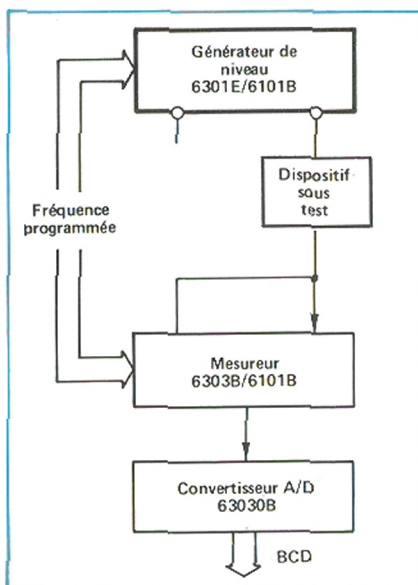 Générateur de
niveau
6301E/6101B
Dispositif
sous
test
Fréquence
programmée
Mesureur
6303B/6101B
Convertisseur A/D
63030B
BCD